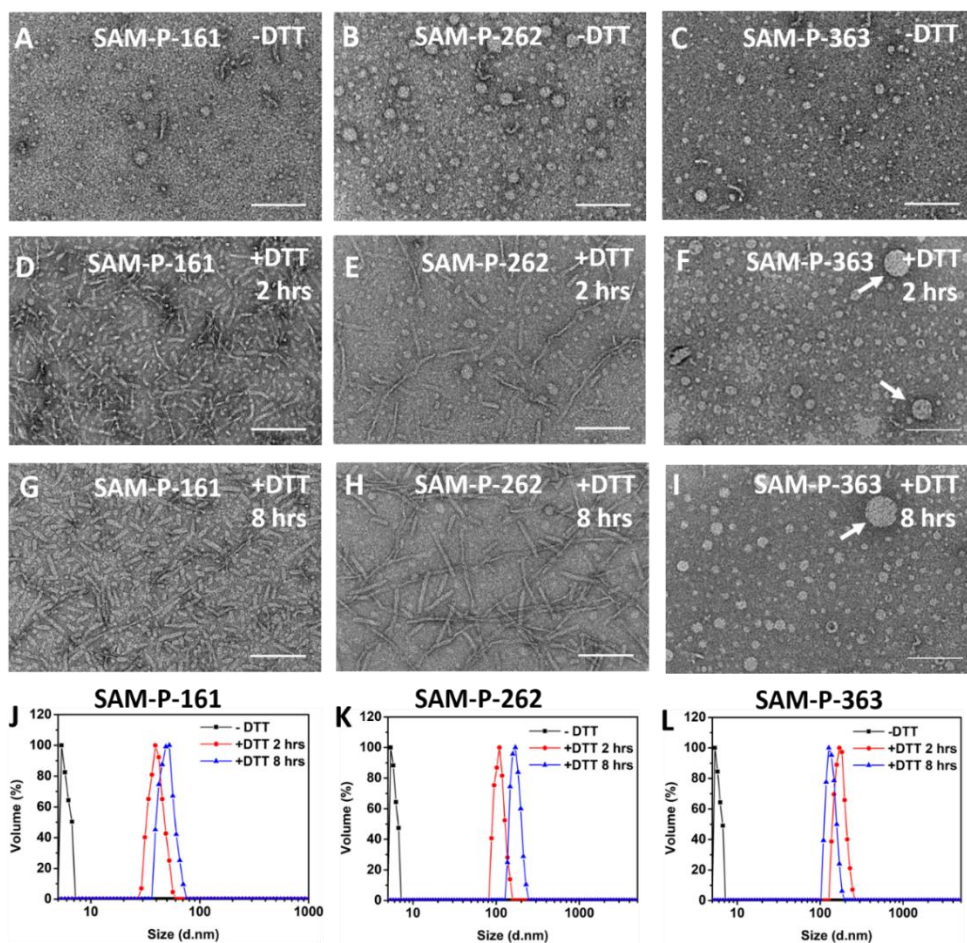 A SAM-P-161 -DTT
B SAM-P-262 -DTT
C SAM-P-363 -DTT
D SAM-P-161 +DTT
2 hrs
E SAM-P-262 +DTT
2 hrs
F SAM-P-363 +DTT
2 hrs
G SAM-P-161 +DTT
8 hrs
H SAM-P-262 +DTT
8 hrs
I SAM-P-363 +DTT
8 hrs
J SAM-P-161
120
100
80
60
40
20
0
Volume (%)
- DTT
+DTT 2 hrs
+DTT 8 hrs
10 100 1000
Size (d.nm)
K SAM-P-262
120
100
80
60
40
20
0
Volume (%)
- DTT
+DTT 2 hrs
+DTT 8 hrs
10 100 1000
Size (d.nm)
L SAM-P-363
120
100
80
60
40
20
0
Volume (%)
-DTT
+DTT 2 hrs
+DTT 8 hrs
10 100 1000
Size (d.nm)